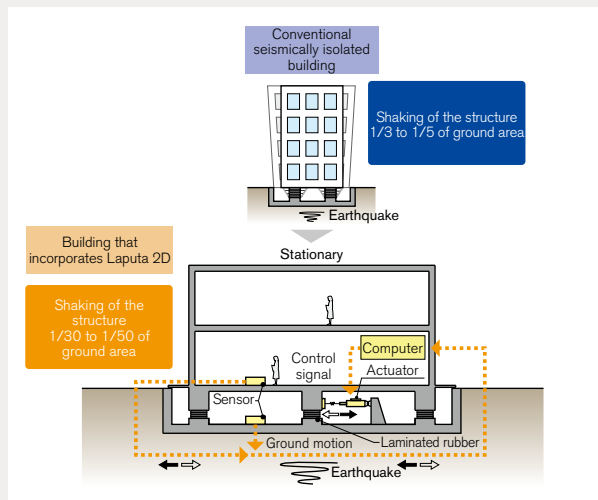 Conventional
seismically isolated
building
Shaking of the structure
1/3 to 1/5 of ground area
Earthquake
Building that
incorporates Laputa 2D
Stationary
Shaking of the
structure
1/30 to 1/50 of
ground area
Computer
Control
signal
Actuator
Sensor
Ground motion
Laminated rubber
Earthquake